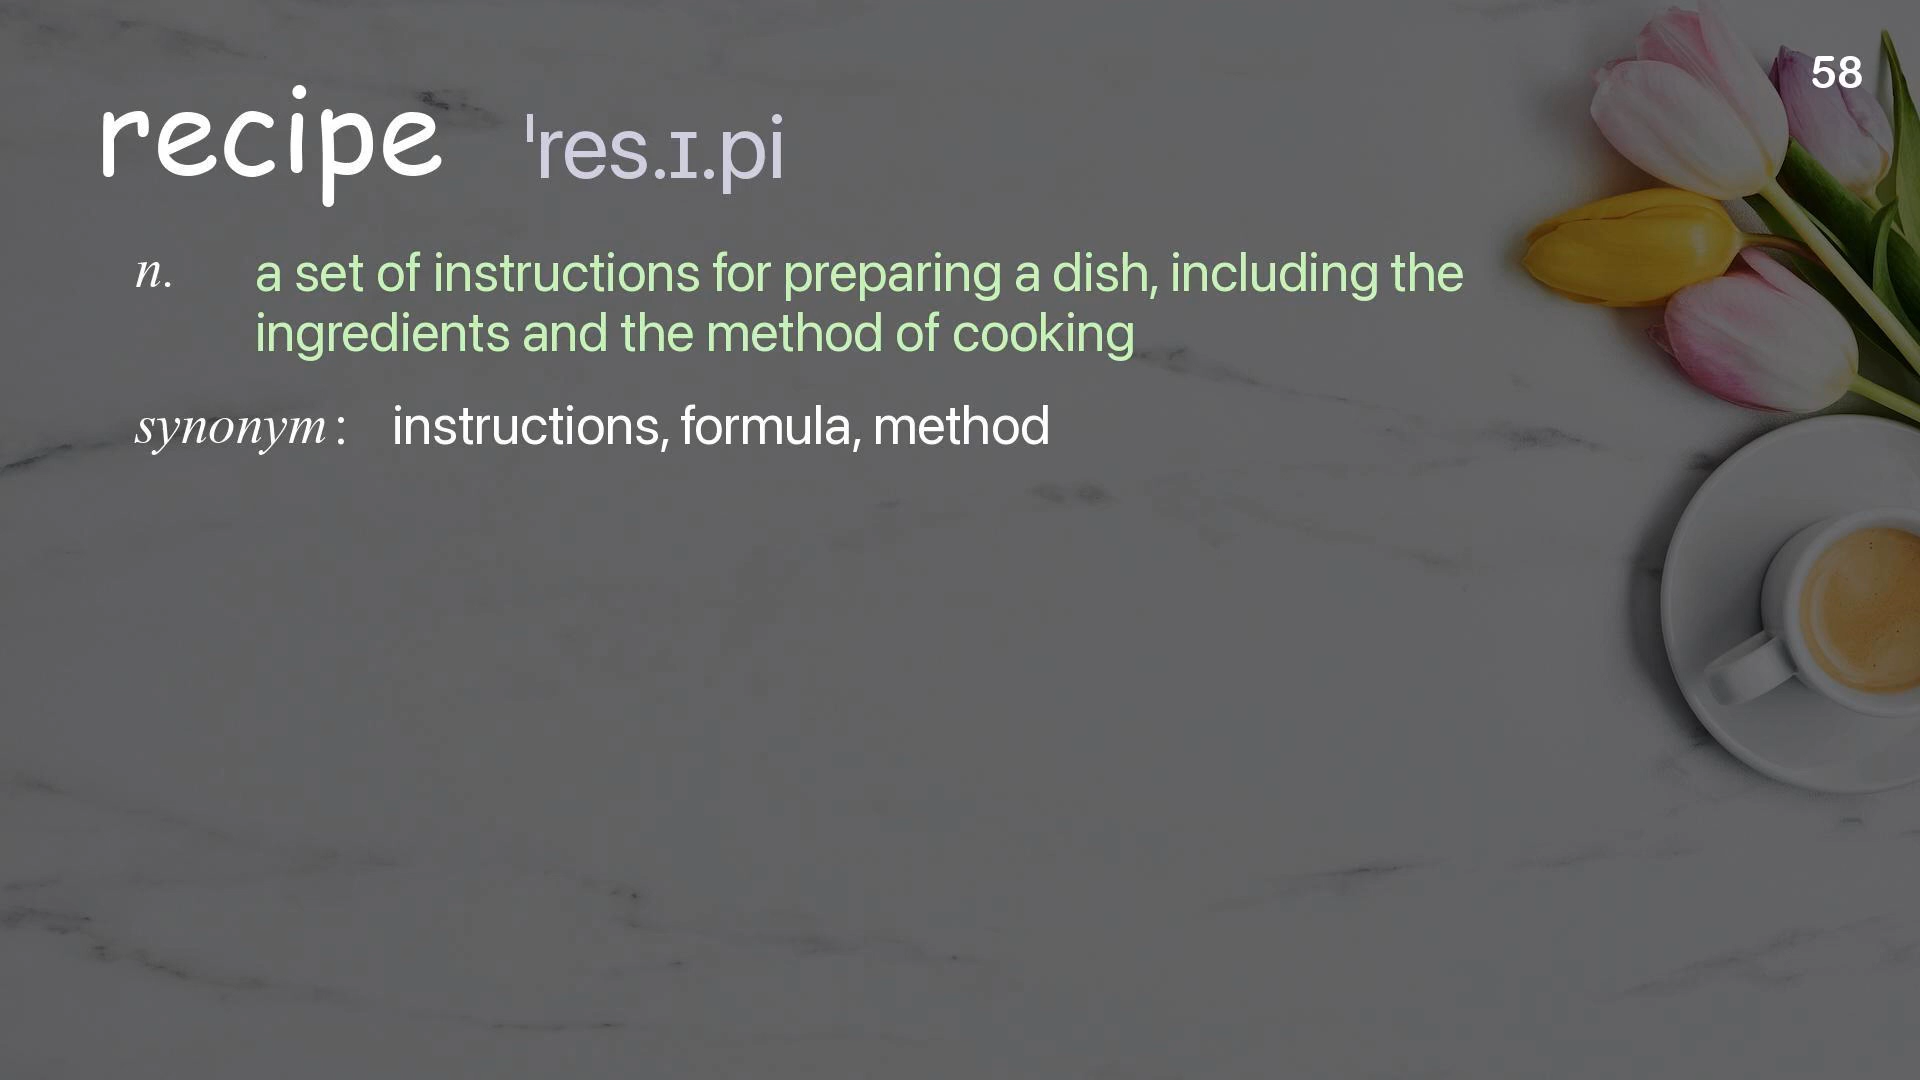 58
recipe ˈres.ɪ.pi
n. a set of instructions for preparing a dish, including the
ingredients and the method of cooking
synonym: instructions, formula, method